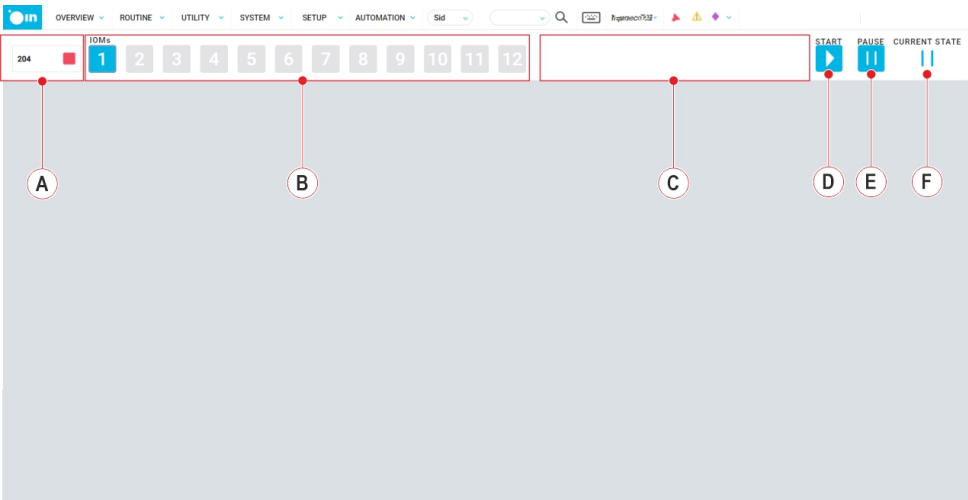 OVERVIEW ROUTINE UTILITY SYSTEM SETUP AUTOMATION Sid
IOMs
204
1 2 3 4 5 6 7 8 9 10 11 12
START PAUSE CURRENT STATE
A B C D E F